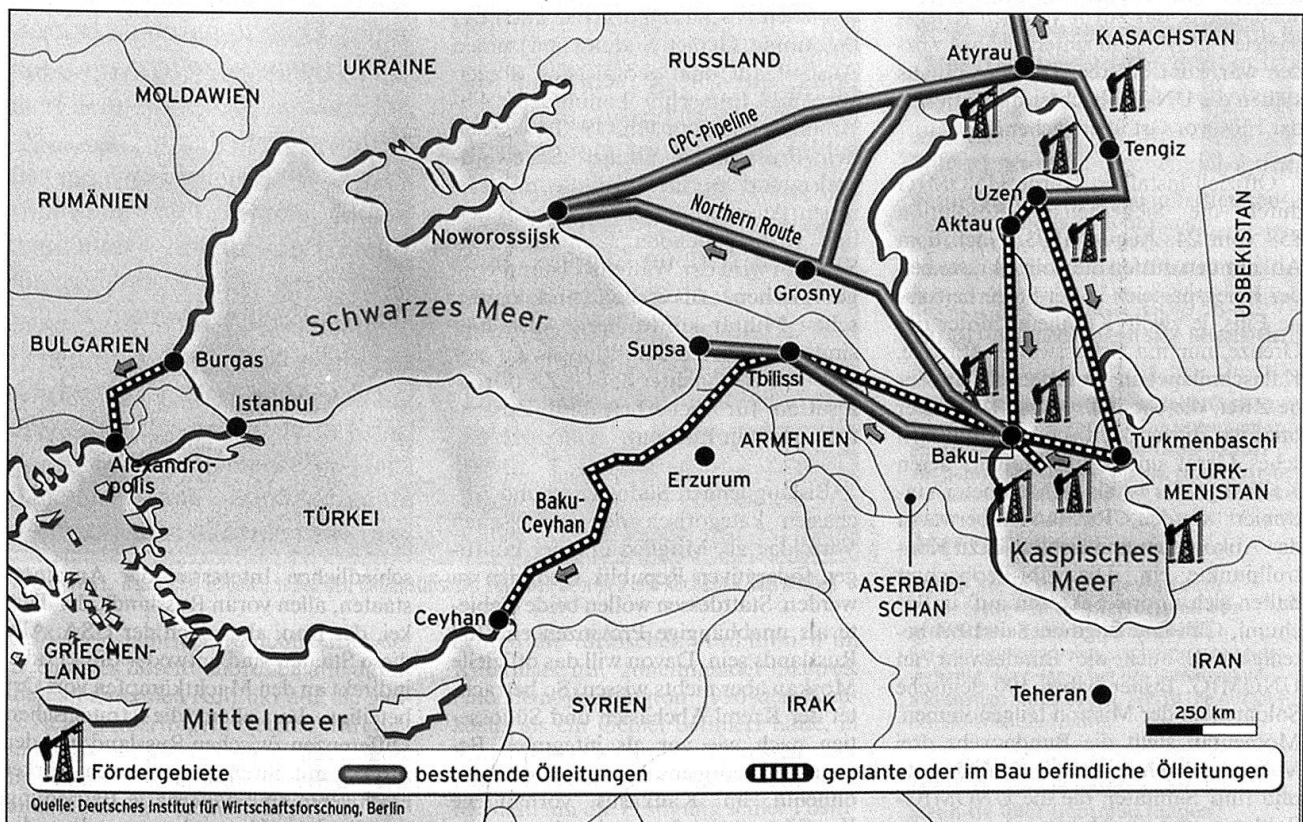 KASACHSTAN
Atyrau
RUSSLAND
UKRAINE
MOLDAWIEN
CPC-Pipeline
Tengiz
RUMÄNIEN
Uzen
Aktau
USBEKISTAN
Northern Route
Noworossijsk
Grosny
Schwarzes Meer
BULGARIEN
Burgas
Supsa
Tbilissi
Istanbul
ARMENIEN
Baku
Turkmenbaschi
Alexandro-
polis
Erzurum
TURK-
MENISTAN
TÜRKEI
Baku-
Ceyhan
Kaspisches
Meer
ASERBAID-
SCHAN
Ceyhan
GRIECHEN-
LAND
IRAN
Teheran
Mittelmeer
SYRIEN
IRAK
250 km
Fördergebiete
bestehende Ölleitungen
geplante oder im Bau befindliche Ölleitungen
Quelle: Deutsches Institut für Wirtschaftsforschung, Berlin